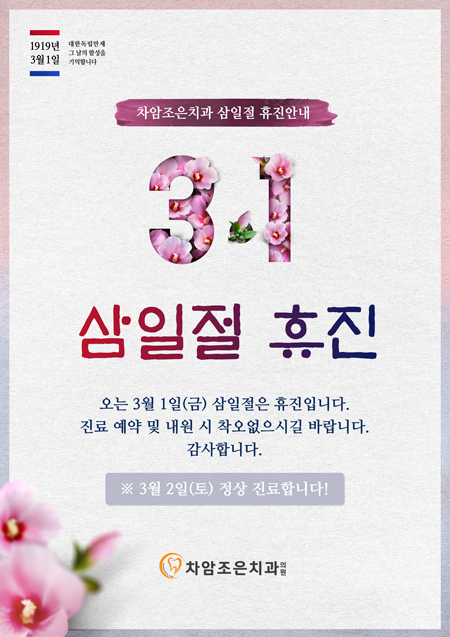 1919년
3월1일
대한독립만세
그 날의 함성을
기억합니다
차암조은치과 삼일절 휴진안내
3·1
삼일절 휴진
오는 3월 1일(금) 삼일절은 휴진입니다.
진료 예약 및 내원 시 착오없으시길 바랍니다.
감사합니다.
※ 3월 2일(토) 정상 진료합니다!
차암조은치과의원